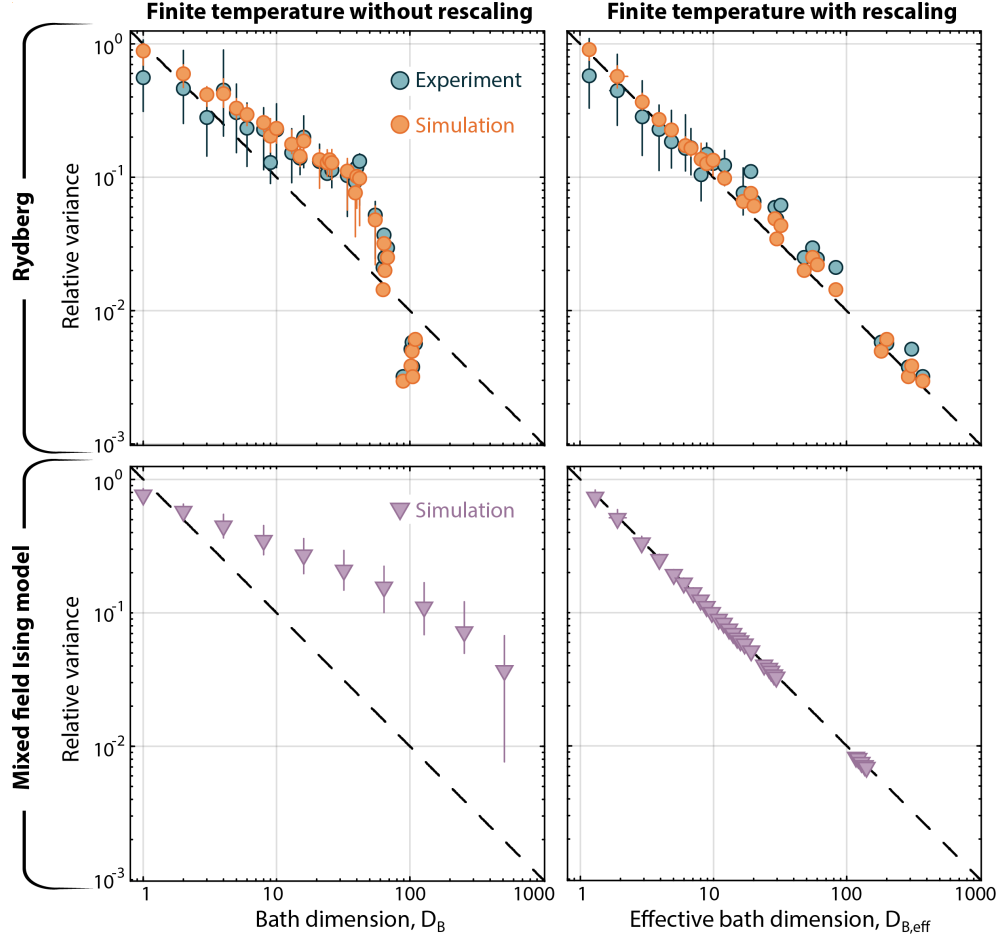 Finite temperature without rescaling
Finite temperature with rescaling
Rydberg
Relative variance
10⁰
10⁻¹
10⁻²
10⁻³
Experiment
Simulation
Mixed field Ising model
Relative variance
10⁰
10⁻¹
10⁻²
10⁻³
Simulation
1 10 100 1000
1 10 100 1000
Bath dimension, D_B
Effective bath dimension, D_B,eff